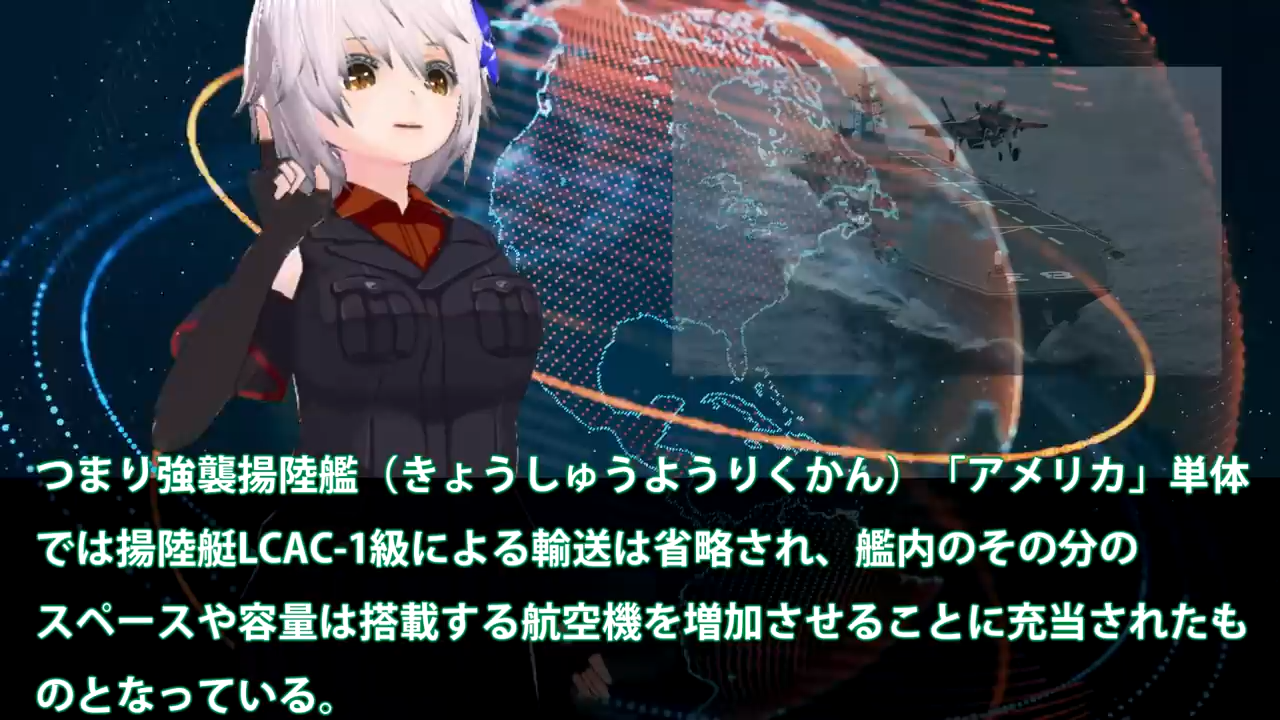 つまり強襲揚陸艦（きょうしゅうようりくかん）「アメリカ」単体
では揚陸艇LCAC-1級による輸送は省略され、艦内のその分の
スペースや容量は搭載する航空機を増加させることに充当されたも
のとなっている。